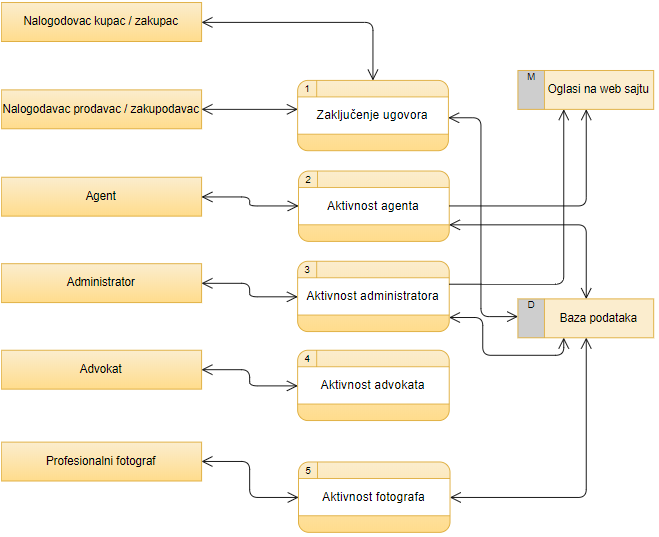 Nalogodovac kupac / zakupac
1
Zaključenje ugovora
M
Oglasi na web sajtu
Nalogodavac prodavac / zakupodavac
2
Aktivnost agenta
Agent
3
Aktivnost administratora
Administrator
D
Baza podataka
4
Aktivnost advokata
Advokat
5
Aktivnost fotografa
Profesionalni fotograf